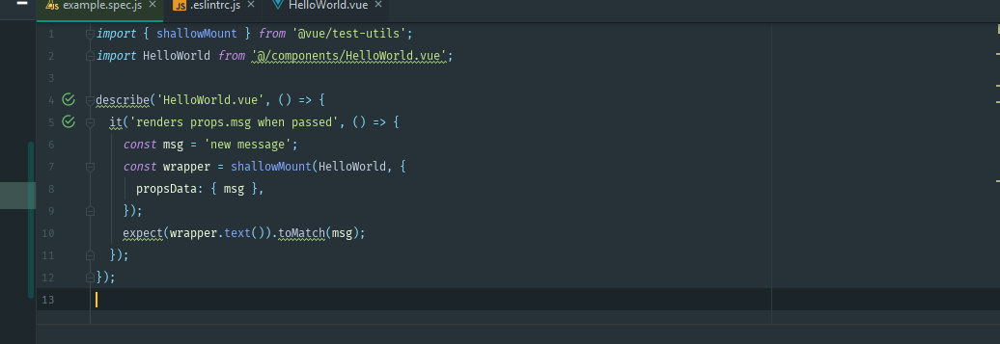 example.spec.js .eslintrc.js HelloWorld.vue
1 import { shallowMount } from '@vue/test-utils';
2 import HelloWorld from '@/components/HelloWorld.vue';
3
4 describe('HelloWorld.vue', () => {
5 it('renders props.msg when passed', () => {
6 const msg = 'new message';
7 const wrapper = shallowMount(HelloWorld, {
8 propsData: { msg },
9 });
10 expect(wrapper.text()).toMatch(msg);
11 });
12 });
13